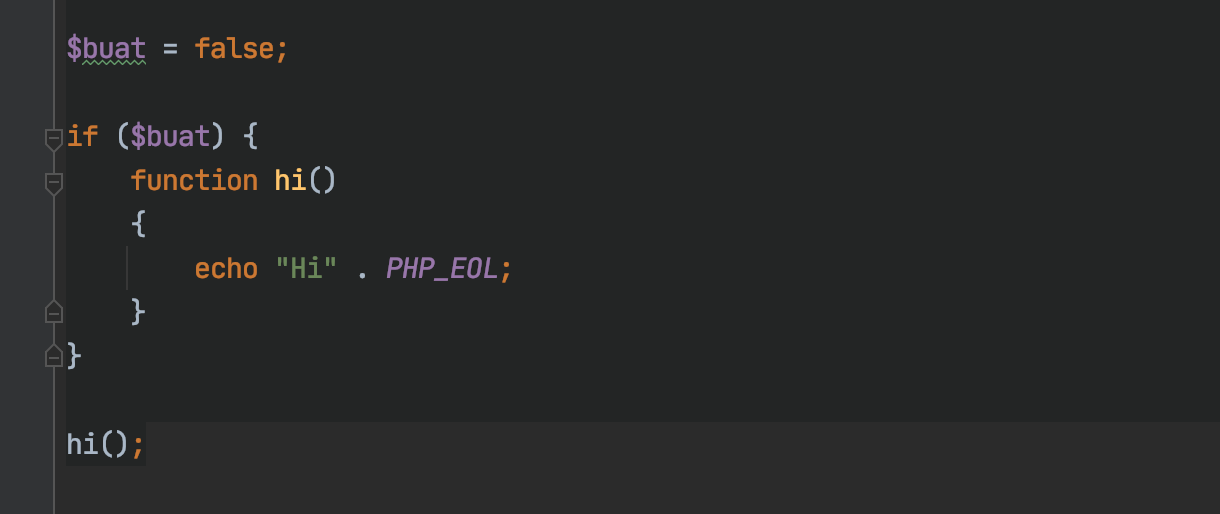 $buat = false;
if ($buat) {
    function hi()
    {
        echo "Hi" . PHP_EOL;
    }
}
hi();